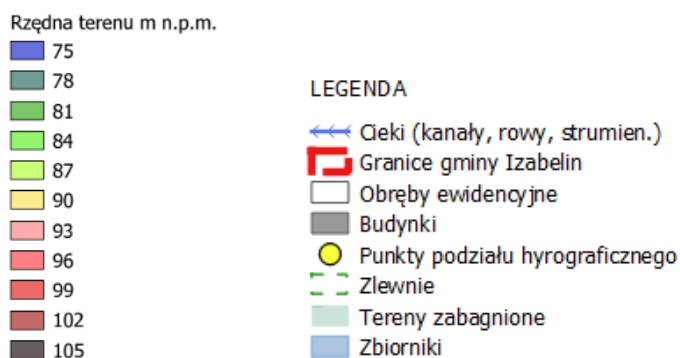 Rzędna terenu m n.p.m.
75
78
81
84
87
90
93
96
99
102
105
LEGENDA
Cieki (kanały, rowy, strumien.)
Granice gminy Izabelin
Obręby ewidencyjne
Budynki
Punkty podziału hyrograficznego
Zlewnie
Tereny zabagnione
Zbiorniki